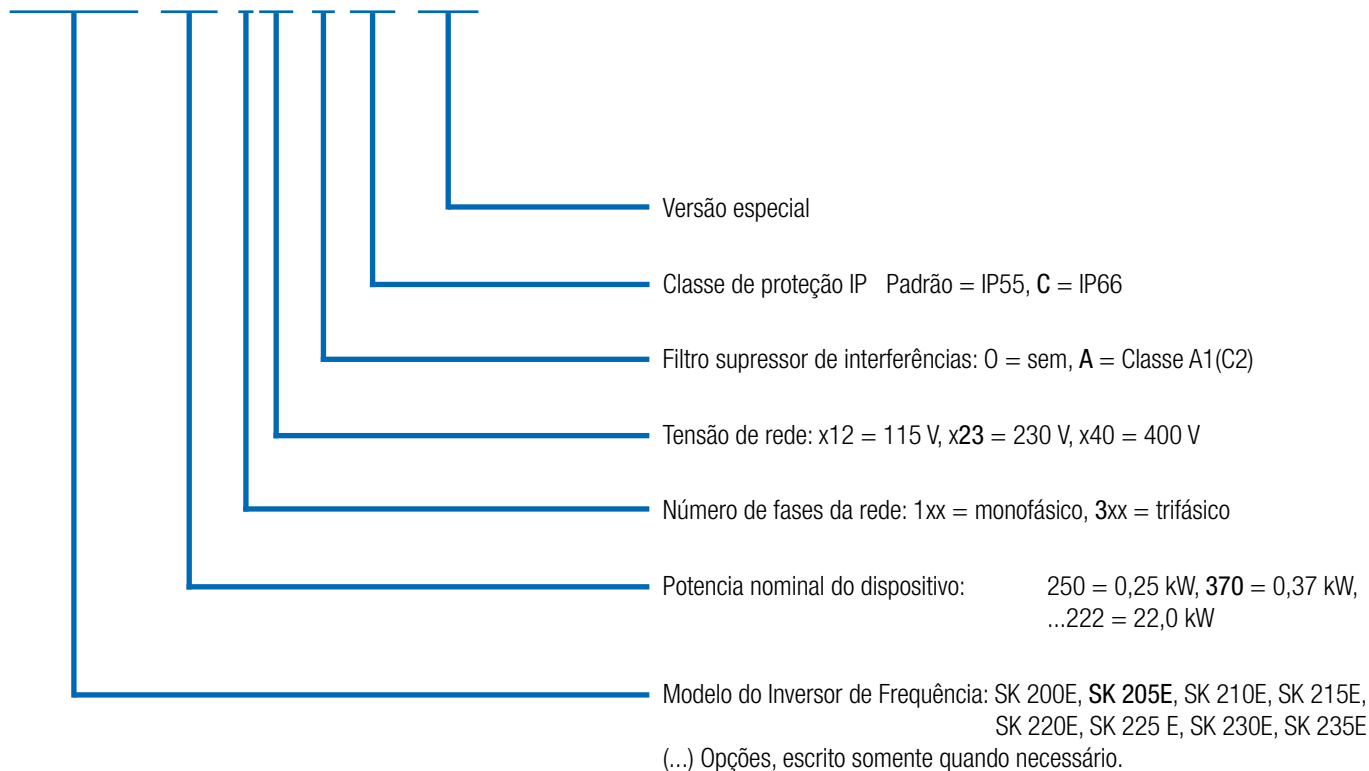 Versão especial
Classe de proteção IP Padrão = IP55, C = IP66
Filtro supressor de interferências: O = sem, A = Classe A1(C2)
Tensão de rede: x12 = 115 V, x23 = 230 V, x40 = 400 V
Número de fases da rede: 1xx = monofásico, 3xx = trifásico
Potencia nominal do dispositivo: 250 = 0,25 kW, 370 = 0,37 kW,
...222 = 22,0 kW
Modelo do Inversor de Frequência: SK 200E, SK 205E, SK 210E, SK 215E,
SK 220E, SK 225 E, SK 230E, SK 235E
(...) Opções, escrito somente quando necessário.